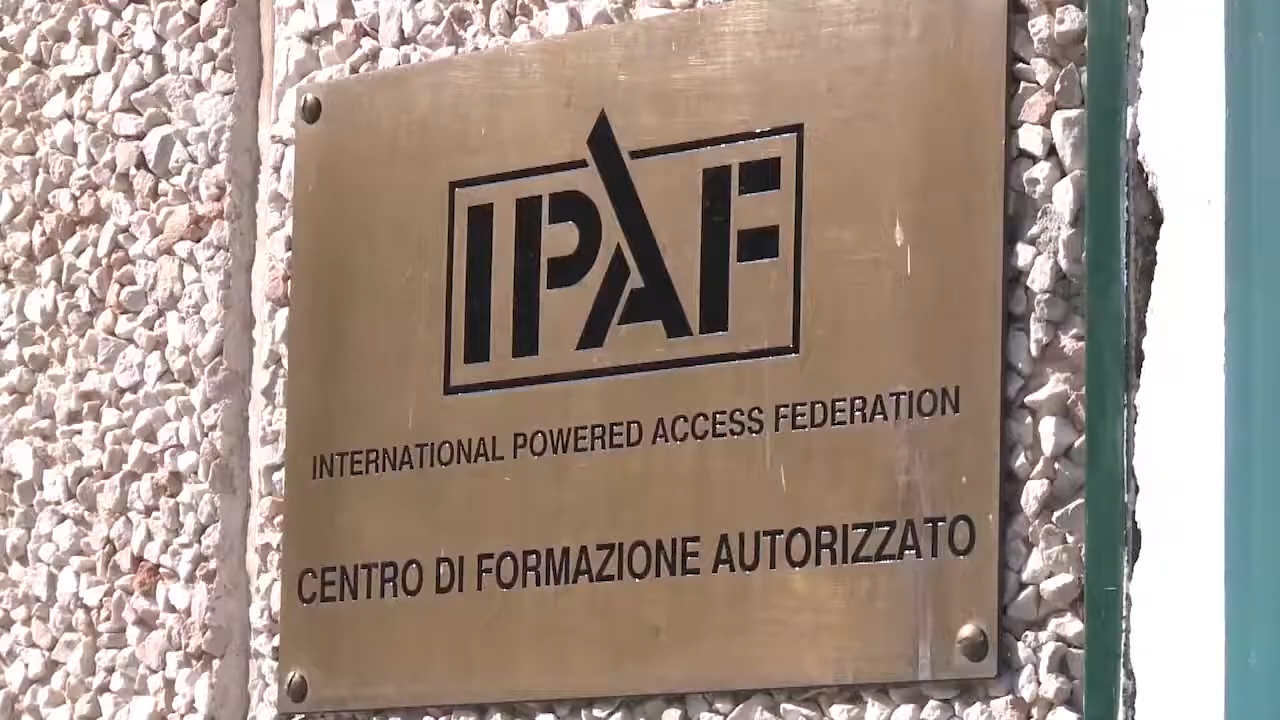 IPAF
INTERNATIONAL POWERED ACCESS FEDERATION
CENTRO DI FORMAZIONE AUTORIZZATO